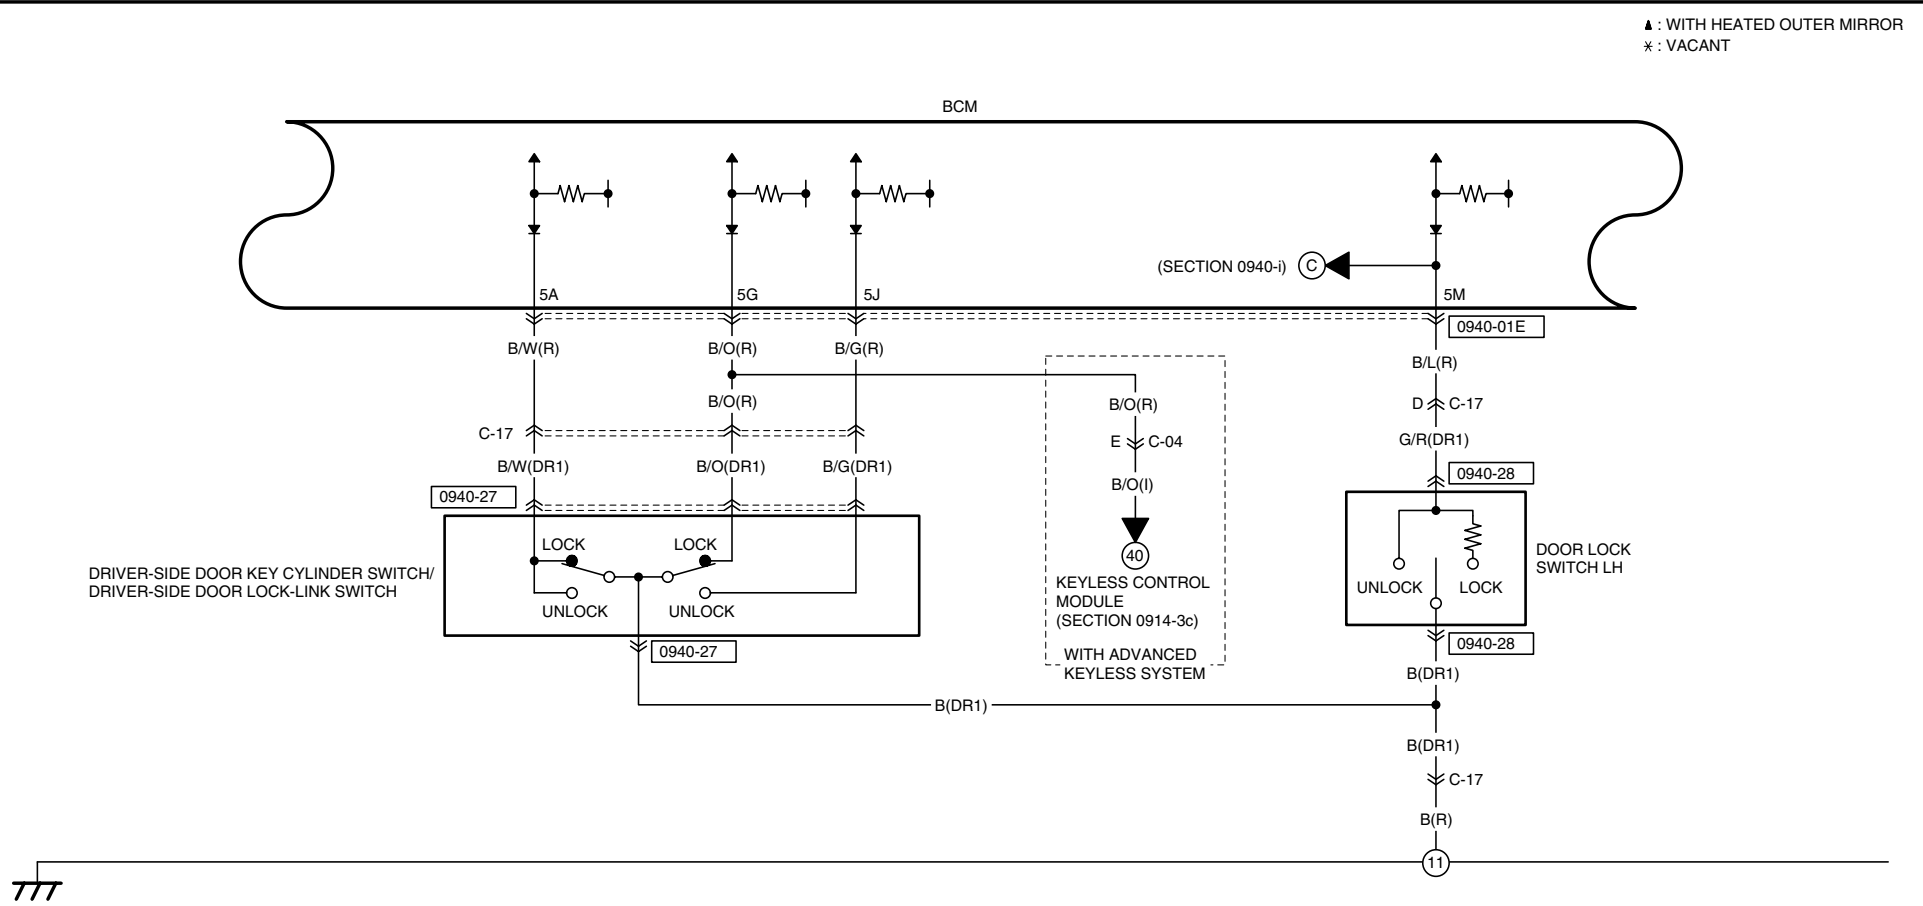 ▲ : WITH HEATED OUTER MIRROR
* : VACANT
BCM
(SECTION 0940-i) C
5A
5G
5J
5M
0940-01E
B/W(R)
B/O(R)
B/G(R)
B/L(R)
B/O(R)
B/O(R)
D
C-17
C-17
E
C-04
G/R(DR1)
B/W(DR1)
B/O(DR1)
B/G(DR1)
B/O(I)
0940-28
0940-27
LOCK
LOCK
40
DOOR LOCK
SWITCH LH
DRIVER-SIDE DOOR KEY CYLINDER SWITCH/
DRIVER-SIDE DOOR LOCK-LINK SWITCH
UNLOCK
UNLOCK
KEYLESS CONTROL
MODULE
(SECTION 0914-3c)
UNLOCK
LOCK
0940-27
WITH ADVANCED
KEYLESS SYSTEM
0940-28
B(DR1)
B(DR1)
B(DR1)
C-17
B(R)
11